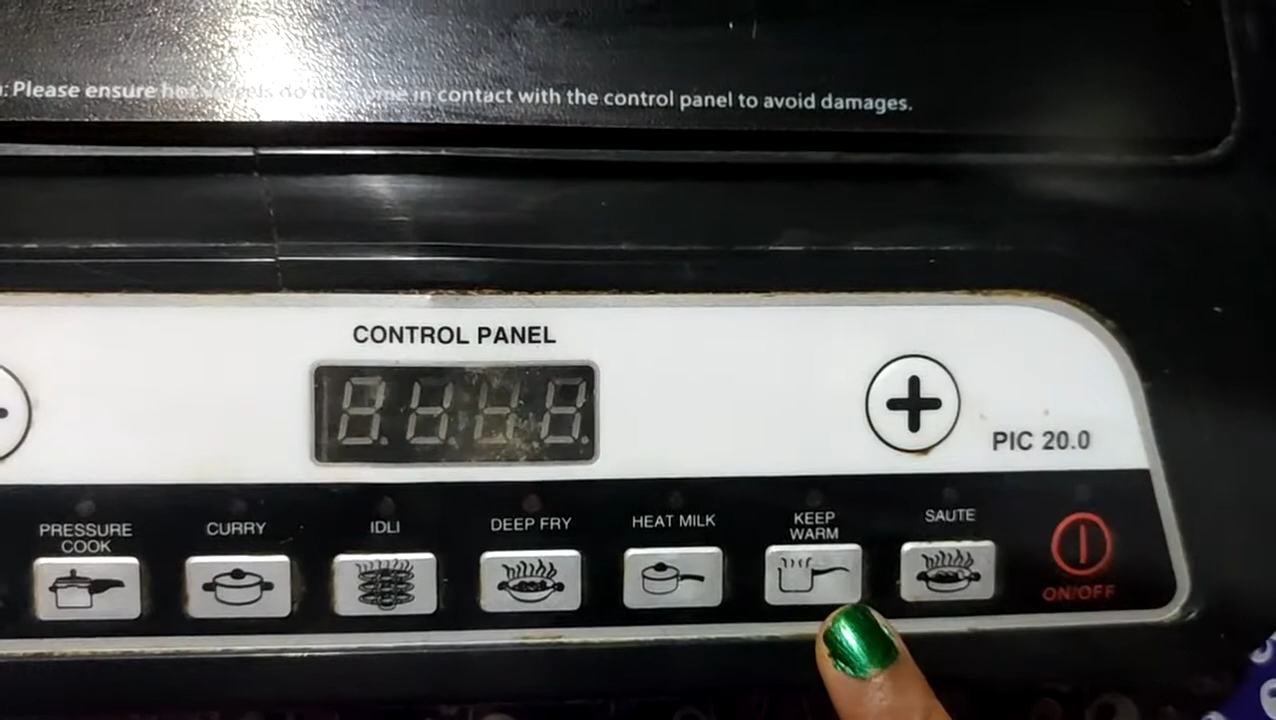 : Please ensure hot vessels do not come in contact with the control panel to avoid damages.
CONTROL PANEL
PIC 20.0
PRESSURE
COOK
CURRY
IDLI
DEEP FRY
HEAT MILK
KEEP
WARM
SAUTE
ON/OFF